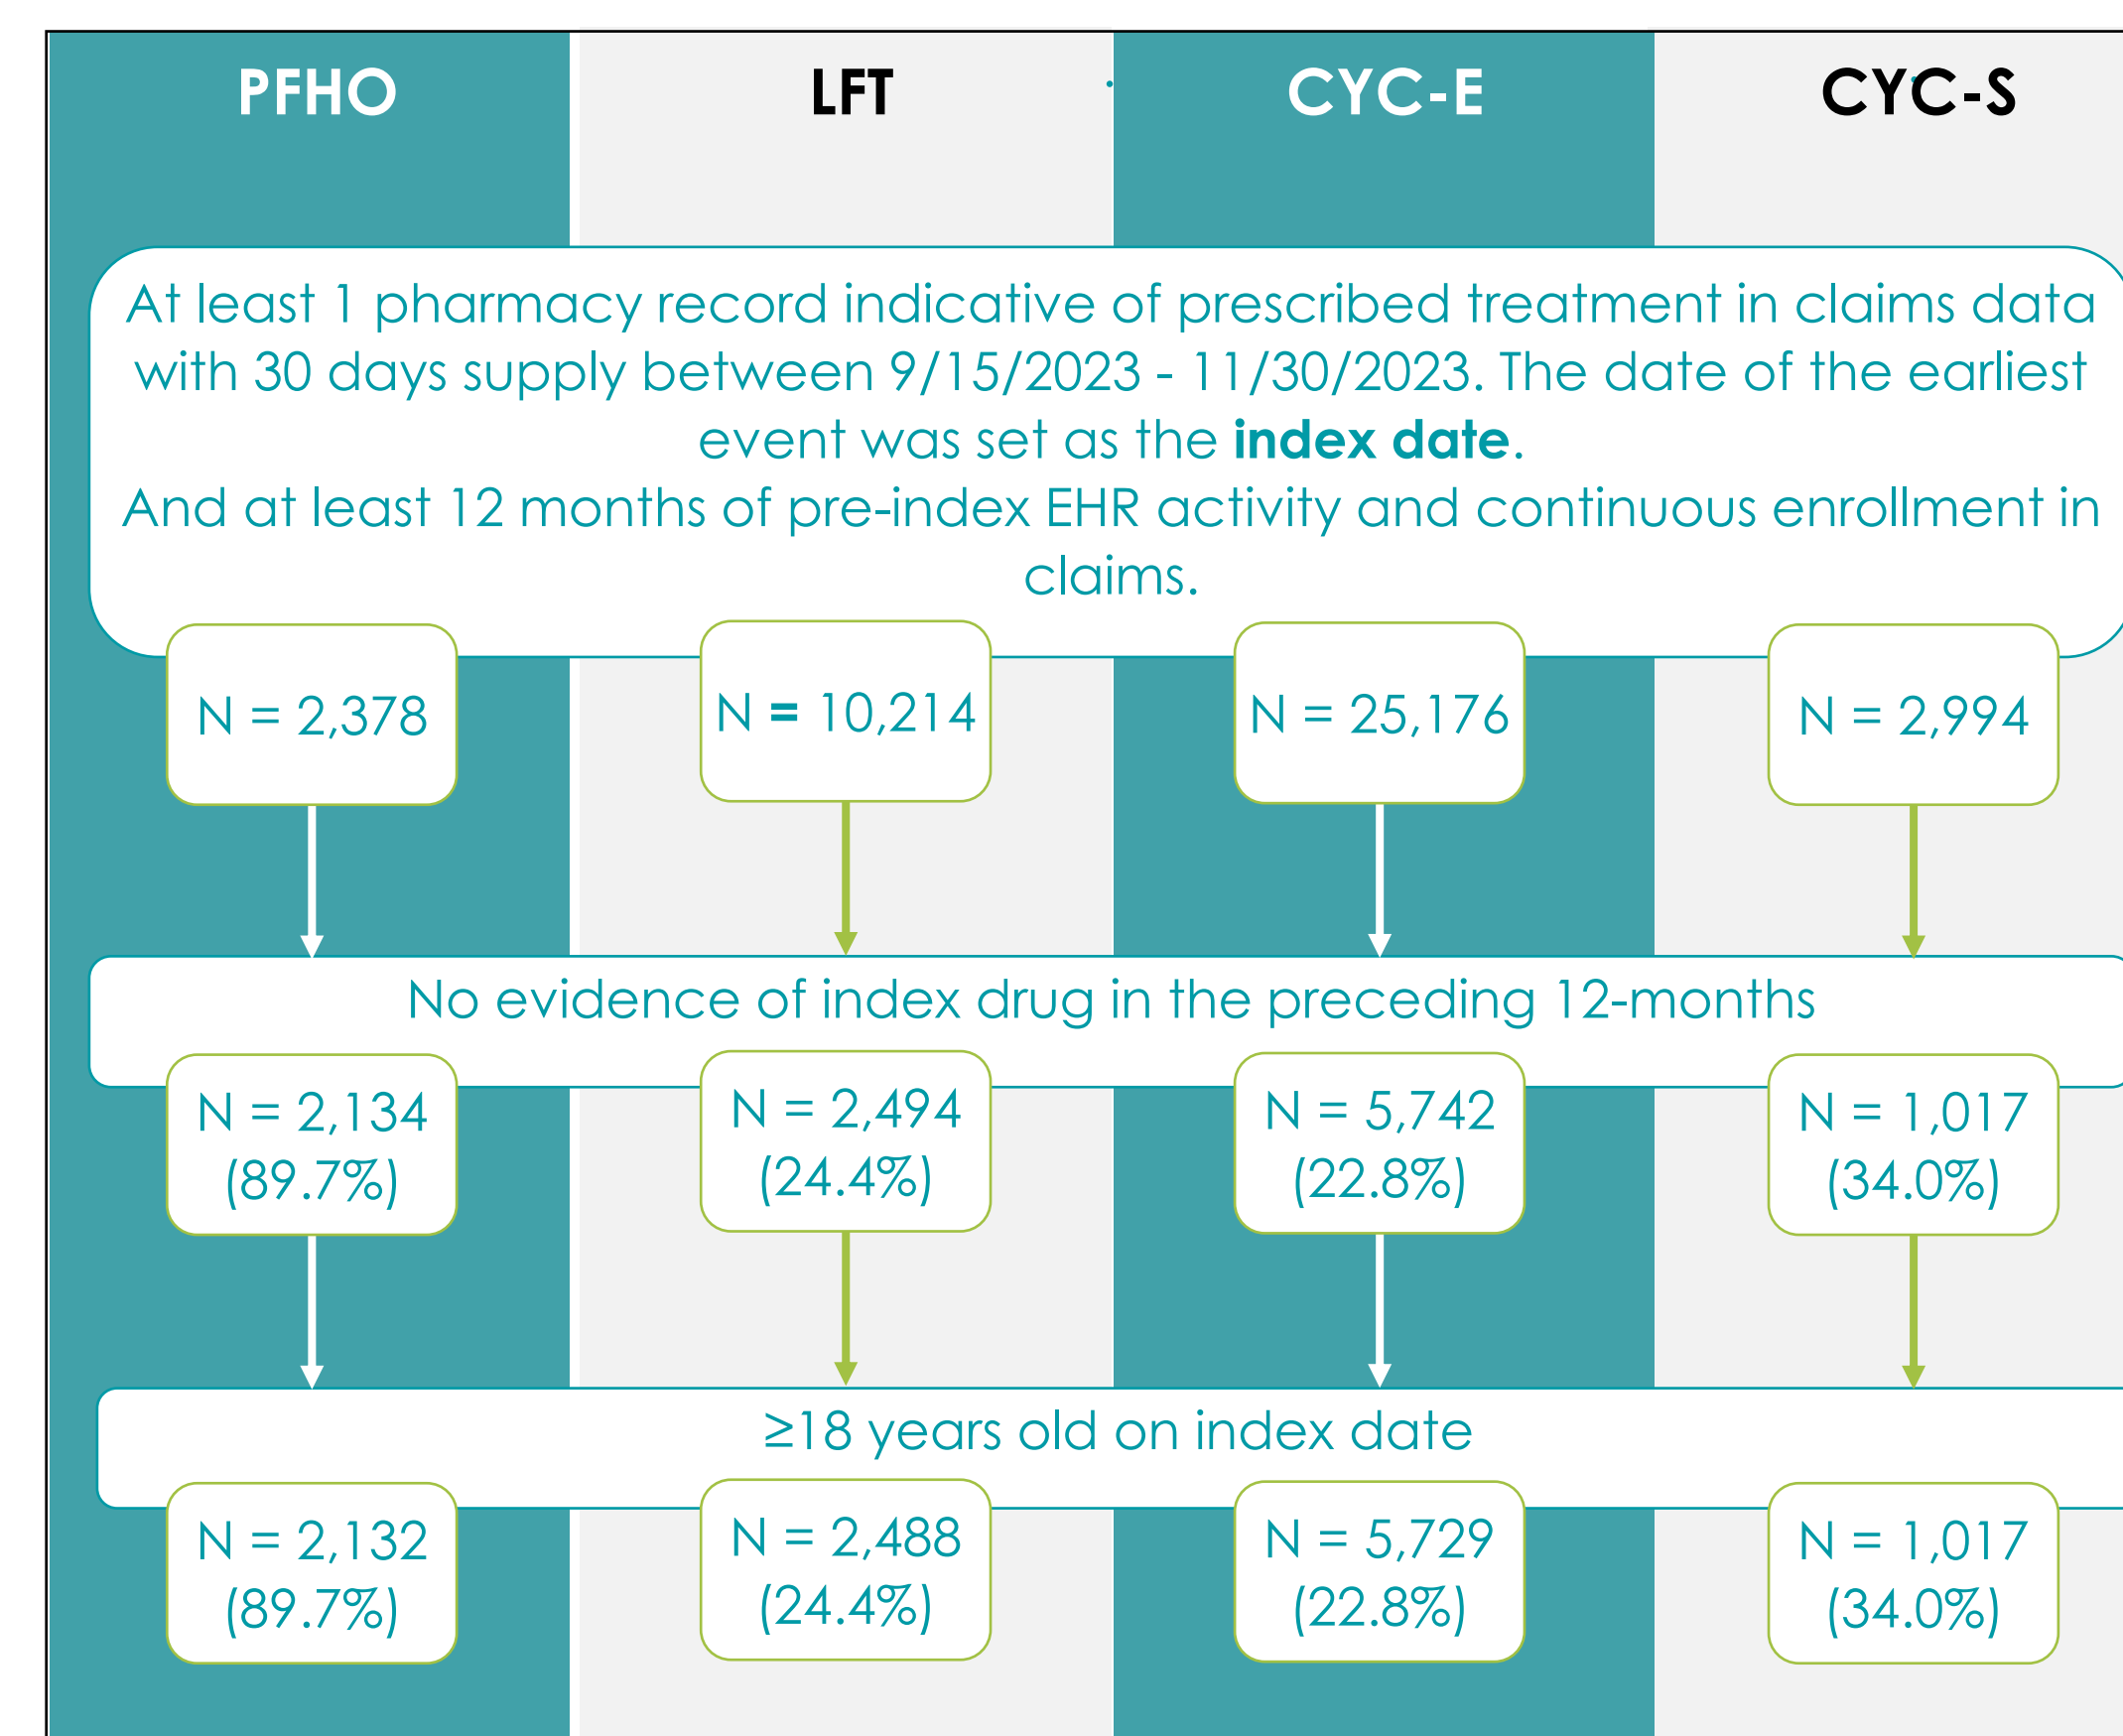 PFHO LFT CYC-E CYC-S
At least 1 pharmacy record indicative of prescribed treatment in claims data
with 30 days supply between 9/15/2023 - 11/30/2023. The date of the earliest
event was set as the index date.
And at least 12 months of pre-index EHR activity and continuous enrollment in
claims.
N = 2,378 N = 10,214 N = 25,176 N = 2,994
No evidence of index drug in the preceding 12-months
N = 2,134 N = 2,494 N = 5,742 N = 1,017
(89.7%) (24.4%) (22.8%) (34.0%)
≥18 years old on index date
N = 2,132 N = 2,488 N = 5,729 N = 1,017
(89.7%) (24.4%) (22.8%) (34.0%)